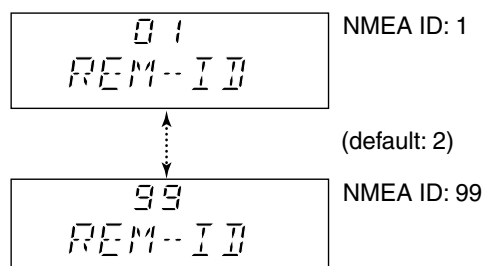 01
NMEA ID: 1
REM--ID
(default: 2)
99
NMEA ID: 99
REM--ID